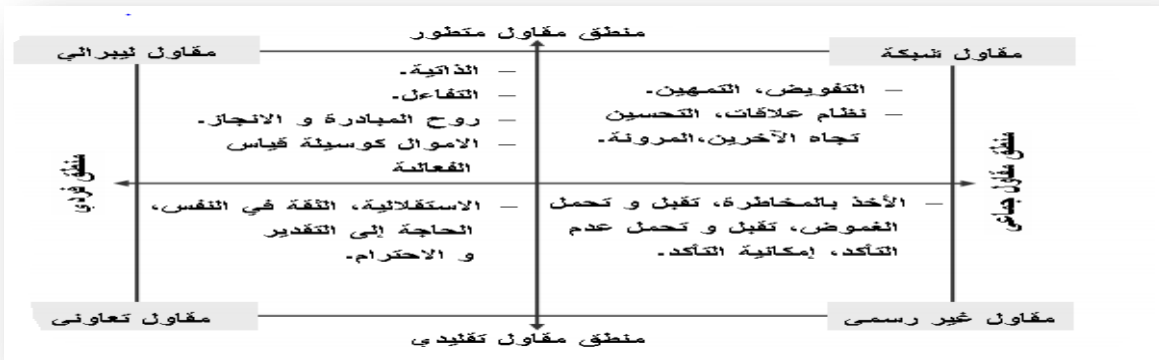 منطق مقاول متطور
مقاول شبكة
مقاول ليبرالي
– التفويض، التمهين.
– نظام علاقات، التحسين
تجاه الآخرين،المرونة.
– الذاتية.
– التفاءل.
– روح المبادرة و الانجاز.
– الاموال كوسيلة قياس
الفعالية
منطق مقاول جماعي
منطق فردي
– الأخذ بالمخاطرة، تقبل و تحمل
الغموض، تقبل و تحمل عدم
التأكد، إمكانية التأكد.
– الاستقلالية، الثقة في النفس،
الحاجة إلى التقدير
و الاحترام.
مقاول غير رسمي
مقاول تعاوني
منطق مقاول تقليدي